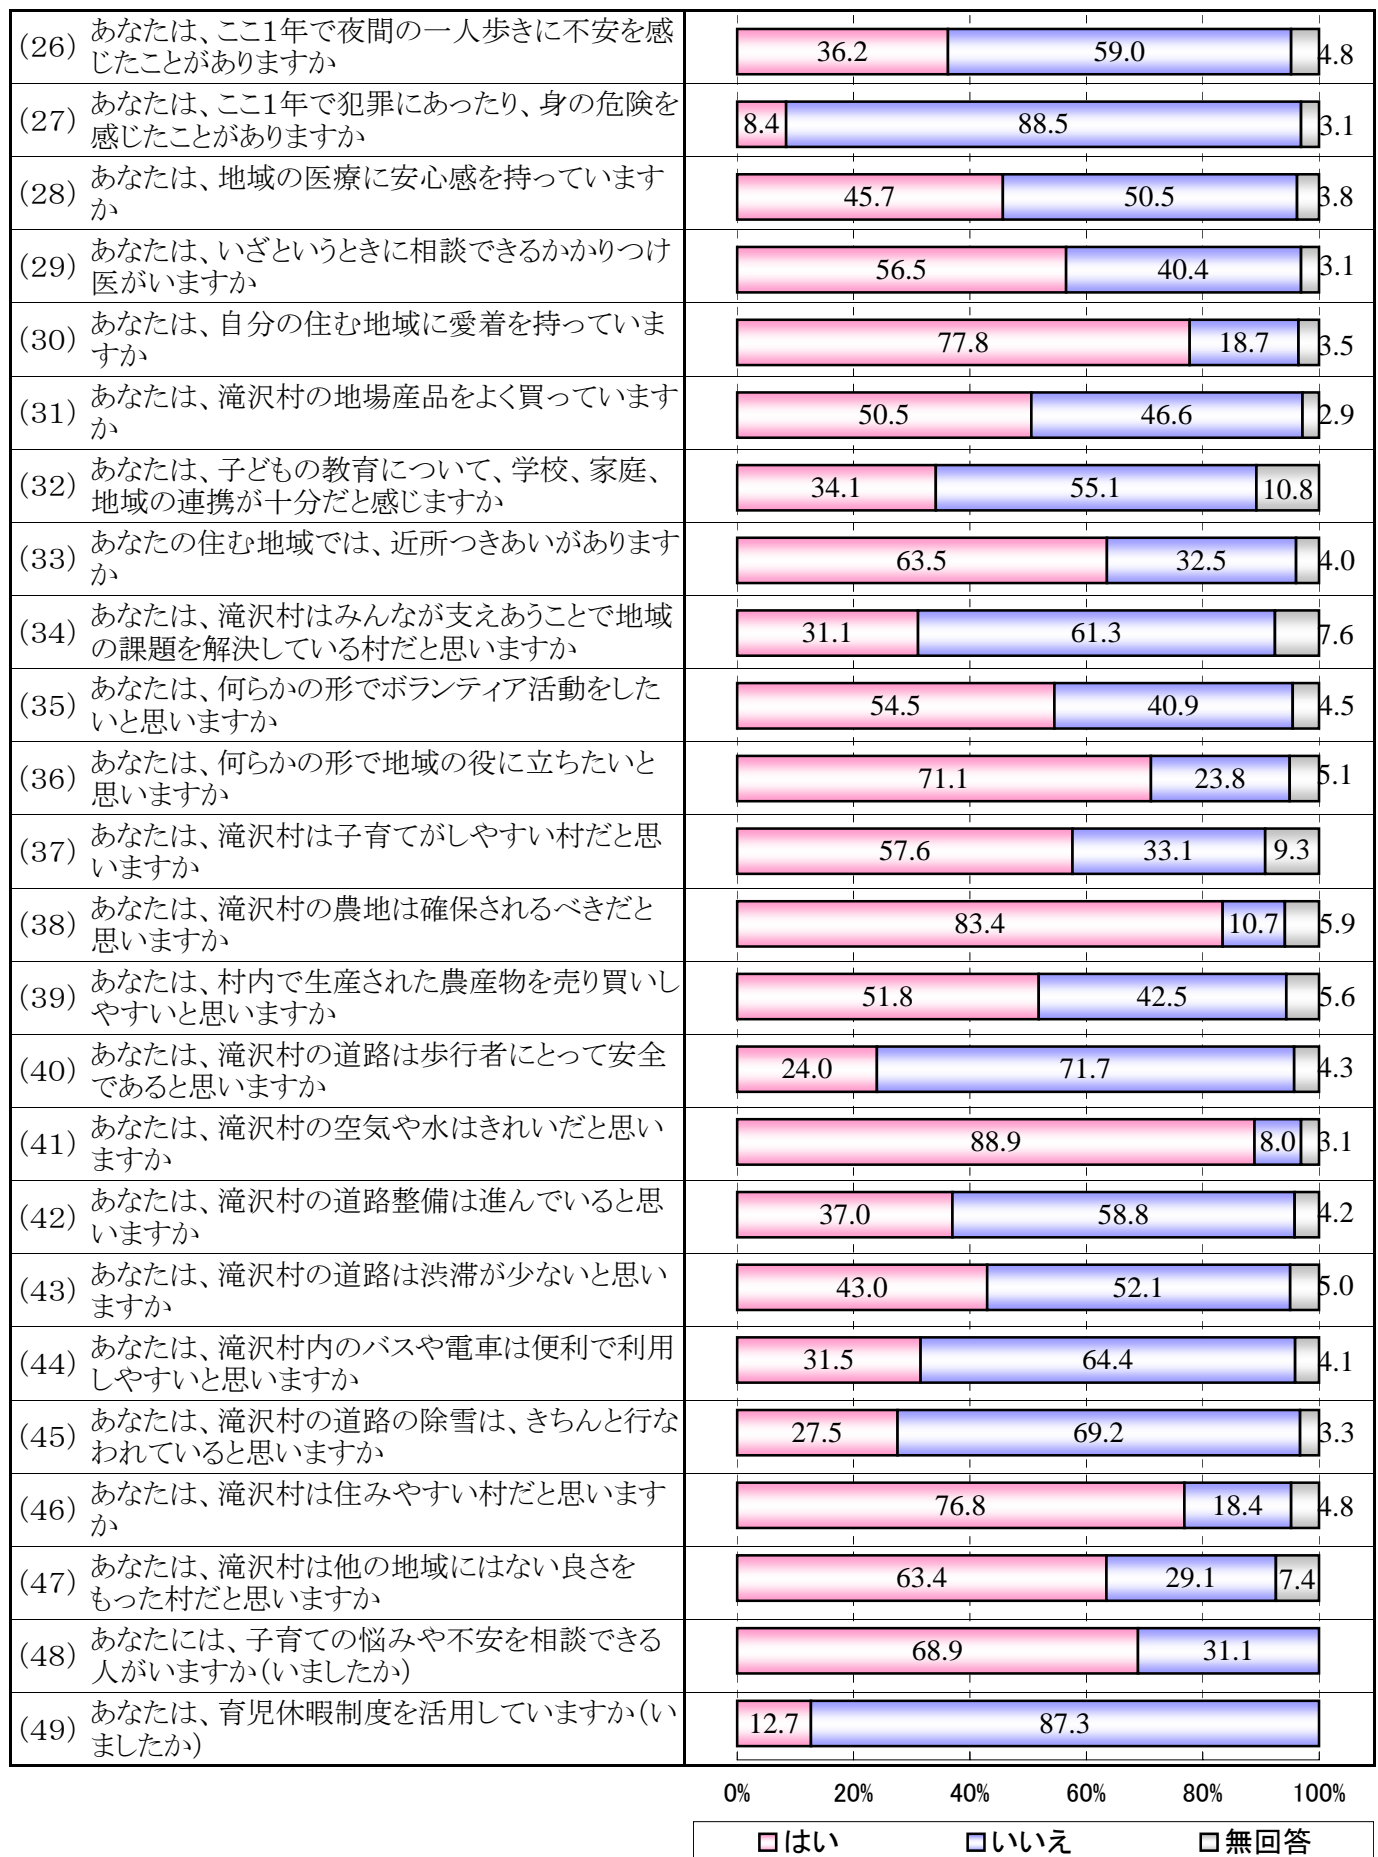 (26) あなたは、ここ1年で夜間の一人歩きに不安を感
じたことがありますか
36.2 59.0 4.8
(27) あなたは、ここ1年で犯罪にあったり、身の危険を
感じたことがありますか
8.4 88.5 3.1
(28) あなたは、地域の医療に安心感を持っています
か
45.7 50.5 3.8
(29) あなたは、いざというときに相談できるかかりつけ
医がいますか
56.5 40.4 3.1
(30) あなたは、自分の住む地域に愛着を持っていま
すか
77.8 18.7 3.5
(31) あなたは、滝沢村の地場産品をよく買っています
か
50.5 46.6 2.9
(32) あなたは、子どもの教育について、学校、家庭、
地域の連携が十分だと感じますか
34.1 55.1 10.8
(33) あなたの住む地域では、近所つきあいがあります
か
63.5 32.5 4.0
(34) あなたは、滝沢村はみんなが支えあうことで地域
の課題を解決している村だと思いますか
31.1 61.3 7.6
(35) あなたは、何らかの形でボランティア活動をした
いと思いますか
54.5 40.9 4.5
(36) あなたは、何らかの形で地域の役に立ちたいと
思いますか
71.1 23.8 5.1
(37) あなたは、滝沢村は子育てがしやすい村だと思
いますか
57.6 33.1 9.3
(38) あなたは、滝沢村の農地は確保されるべきだと
思いますか
83.4 10.7 5.9
(39) あなたは、村内で生産された農産物を売り買いし
やすいと思いますか
51.8 42.5 5.6
(40) あなたは、滝沢村の道路は歩行者にとって安全
であると思いますか
24.0 71.7 4.3
(41) あなたは、滝沢村の空気や水はきれいだと思い
ますか
88.9 8.0 3.1
(42) あなたは、滝沢村の道路整備は進んでいると思
いますか
37.0 58.8 4.2
(43) あなたは、滝沢村の道路は渋滞が少ないと思い
ますか
43.0 52.1 5.0
(44) あなたは、滝沢村内のバスや電車は便利で利用
しやすいと思いますか
31.5 64.4 4.1
(45) あなたは、滝沢村の道路の除雪は、きちんと行な
われていると思いますか
27.5 69.2 3.3
(46) あなたは、滝沢村は住みやすい村だと思います
か
76.8 18.4 4.8
(47) あなたは、滝沢村は他の地域にはない良さを
もった村だと思いますか
63.4 29.1 7.4
(48) あなたには、子育ての悩みや不安を相談できる
人がいますか(いましたか)
68.9 31.1
(49) あなたは、育児休暇制度を活用していますか(い
ましたか)
12.7 87.3
0% 20% 40% 60% 80% 100%
はい いいえ 無回答